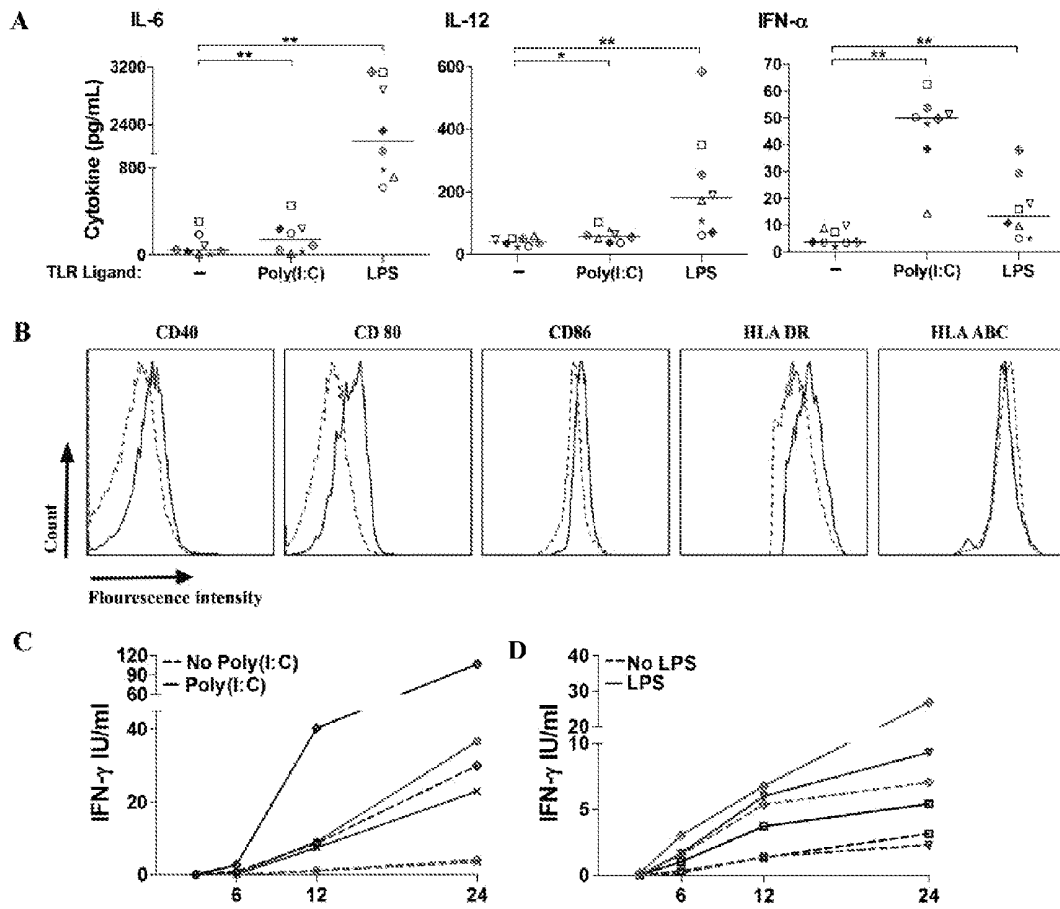 A
IL-6
IL-12
IFN-α
** ** * ** ** **
Cytokine (pg/mL)
3200
2400
800
0
600
400
200
0
70
60
50
40
30
20
10
0
TLR Ligand: – Poly(I:C) LPS – Poly(I:C) LPS – Poly(I:C) LPS
B
CD40 CD 80 CD86 HLA DR HLA ABC
Count
Flourescence intensity
C
IFN-γ IU/ml
120
90
60
40
20
0
No Poly(I:C)
Poly(I:C)
6 12 24
D
IFN-γ IU/ml
40
30
20
10
5
0
No LPS
LPS
6 12 24